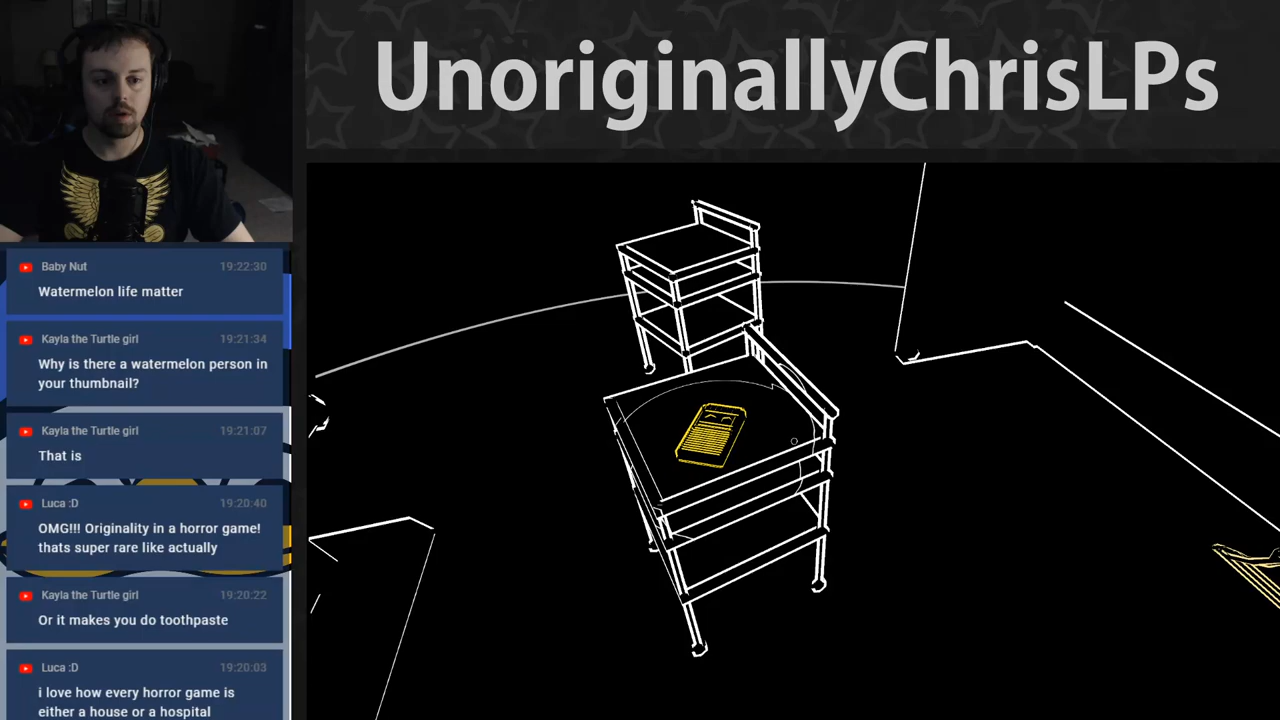 UnoriginallyChrisLPs
Baby Nut 19:22:30
Watermelon life matter
Kayla the Turtle girl 19:21:34
Why is there a watermelon person in
your thumbnail?
Kayla the Turtle girl 19:21:07
That is
Luca :D 19:20:40
OMG!!! Originality in a horror game!
thats super rare like actually
Kayla the Turtle girl 19:20:22
Or it makes you do toothpaste
Luca :D 19:20:03
i love how every horror game is
either a house or a hospital